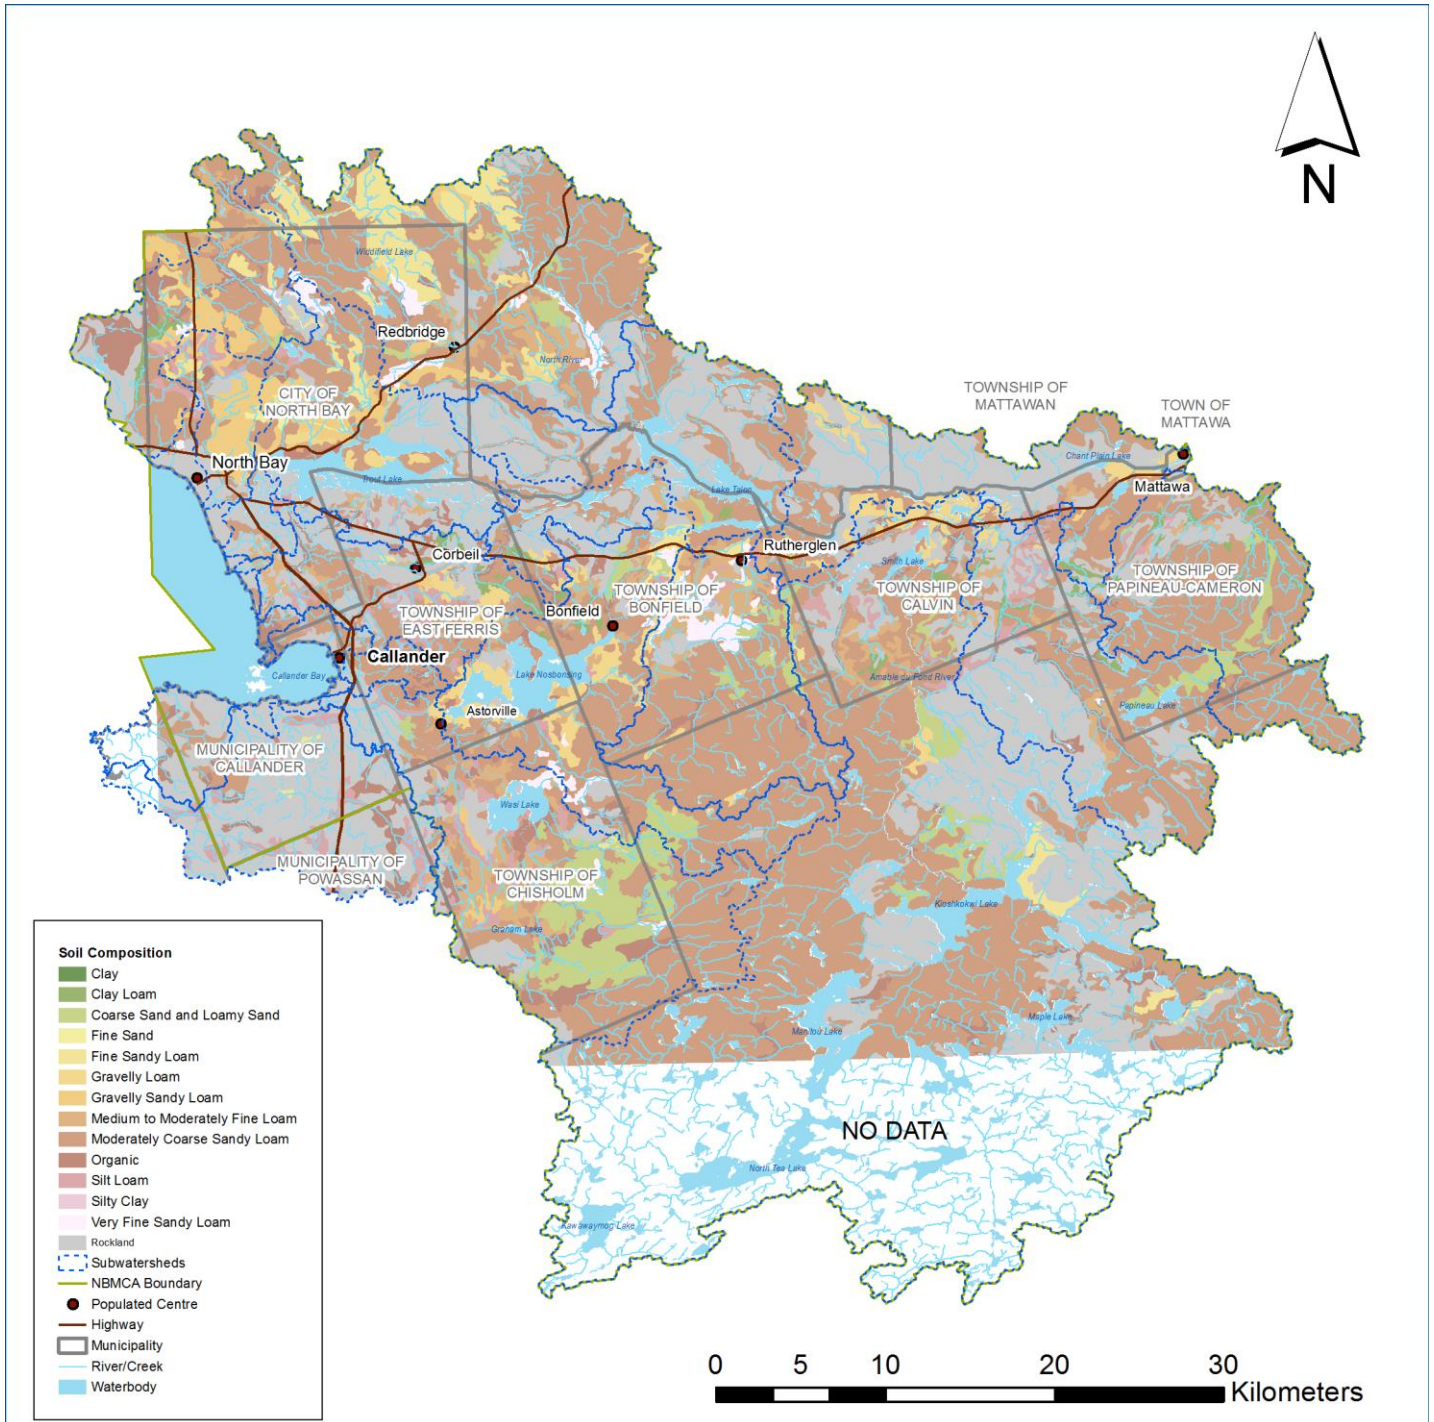 N
Widdifield Lake
Redbridge
North River
CITY OF
NORTH BAY
TOWNSHIP OF
MATTAWAN
TOWN OF
MATTAWA
Chant Plain Lake
North Bay
Trout Lake
Lake Talon
Mattawa
Corbeil
Rutherglen
Smith Lake
TOWNSHIP OF
PAPINEAU-CAMERON
TOWNSHIP OF
BONFIELD
TOWNSHIP OF
CALVIN
TOWNSHIP OF
EAST FERRIS
Bonfield
Callander
Callander Bay
Lake Nosbonsing
Amable du Fond River
Astorville
Papineau Lake
MUNICIPALITY OF
CALLANDER
Wasi Lake
MUNICIPALITY OF
POWASSAN
TOWNSHIP OF
CHISHOLM
Kioshkokwi Lake
Graham Lake
Manitou Lake
Maple Lake
NO DATA
North Tea Lake
Kawawaymog Lake
Soil Composition
Clay
Clay Loam
Coarse Sand and Loamy Sand
Fine Sand
Fine Sandy Loam
Gravelly Loam
Gravelly Sandy Loam
Medium to Moderately Fine Loam
Moderately Coarse Sandy Loam
Organic
Silt Loam
Silty Clay
Very Fine Sandy Loam
Rockland
Subwatersheds
NBMCA Boundary
Populated Centre
Highway
Municipality
River/Creek
Waterbody
0 5 10 20 30
Kilometers